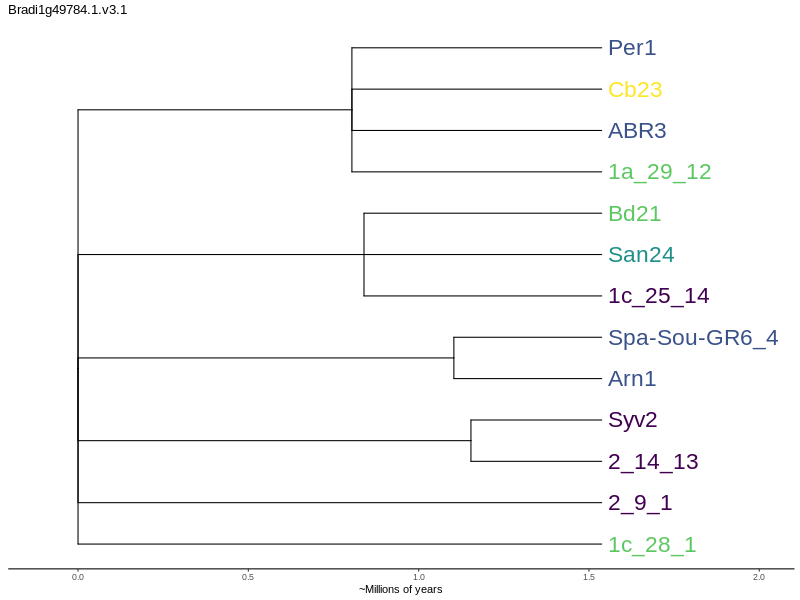 Bradi1g49784.1.v3.1
Per1
Cb23
ABR3
1a_29_12
Bd21
San24
1c_25_14
Spa-Sou-GR6_4
Arn1
Syv2
2_14_13
2_9_1
1c_28_1
0.0 0.5 1.0 1.5 2.0
~Millions of years